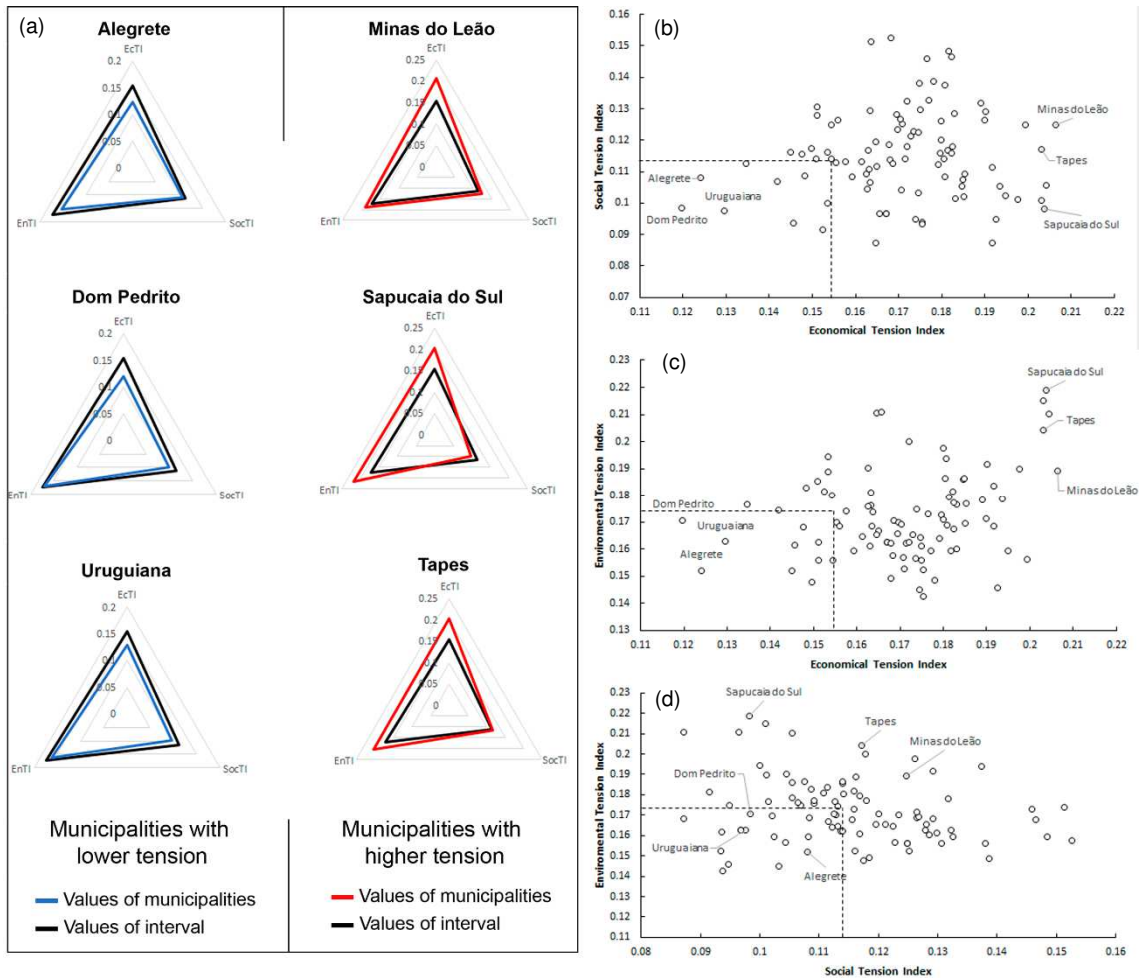 (a)
Alegrete
EcTI
0.2
0.15
0.1
0.05
0
EnTI
SocTI
Minas do Leão
EcTI
0.25
0.2
0.15
0.1
0.05
0
EnTI
SocTI
Dom Pedrito
EcTI
0.2
0.15
0.1
0.05
0
EnTI
SocTI
Sapucaia do Sul
EcTI
0.25
0.2
0.15
0.1
0.05
0
EnTI
SocTI
Uruguiana
EcTI
0.2
0.15
0.1
0.05
0
EnTI
SocTI
Tapes
EcTI
0.25
0.2
0.15
0.1
0.05
0
EnTI
SocTI
Municipalities with
lower tension
Values of municipalities
Values of interval
Municipalities with
higher tension
Values of municipalities
Values of interval
(b)
Social Tension Index
0.16
0.15
0.14
0.13
0.12
0.11
0.1
0.09
0.08
0.07
Minas do Leão
Tapes
Alegrete
Uruguaiana
Dom Pedrito
Sapucaia do Sul
0.11 0.12 0.13 0.14 0.15 0.16 0.17 0.18 0.19 0.2 0.21 0.22
Economical Tension Index
(c)
Enviromental Tension Index
0.23
0.22
0.21
0.2
0.19
0.18
0.17
0.16
0.15
0.14
0.13
Sapucaia do Sul
Tapes
Minas do Leão
Dom Pedrito
Uruguaiana
Alegrete
0.11 0.12 0.13 0.14 0.15 0.16 0.17 0.18 0.19 0.2 0.21 0.22
Economical Tension Index
(d)
Enviromental Tension Index
0.23
0.22
0.21
0.2
0.19
0.18
0.17
0.16
0.15
0.14
0.13
0.12
0.11
Sapucaia do Sul
Tapes
Minas do Leão
Dom Pedrito
Uruguaiana
Alegrete
0.08 0.09 0.1 0.11 0.12 0.13 0.14 0.15 0.16
Social Tension Index